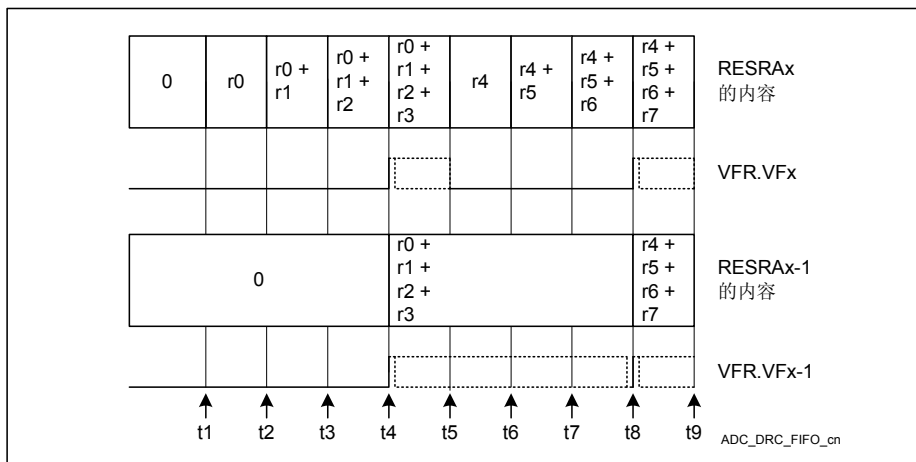 0
r0
r0 +
r1
r0 +
r1 +
r2
r0 +
r1 +
r2 +
r3
r4
r4 +
r5
r4 +
r5 +
r6
r4 +
r5 +
r6 +
r7
RESRAx
的内容
VFR.VFx
0
r0 +
r1 +
r2 +
r3
r4 +
r5 +
r6 +
r7
RESRAx-1
的内容
VFR.VFx-1
t1 t2 t3 t4 t5 t6 t7 t8 t9
ADC_DRC_FIFO_cn